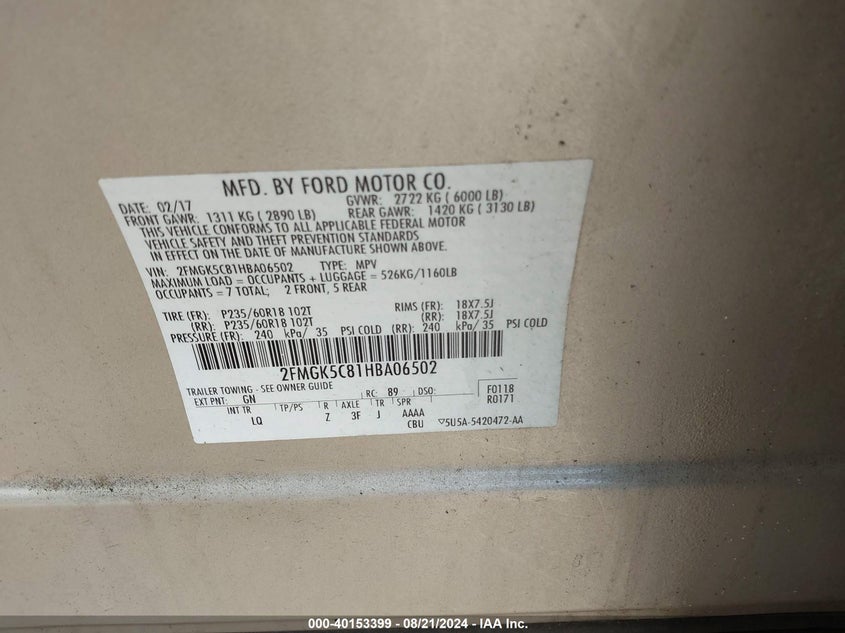 MFD. BY FORD MOTOR CO.
DATE: 02/17 GVWR: 2722 KG ( 6000 LB)
FRONT GAWR: 1311 KG ( 2890 LB) REAR GAWR: 1420 KG ( 3130 LB)
THIS VEHICLE CONFORMS TO ALL APPLICABLE FEDERAL MOTOR
VEHICLE SAFETY AND THEFT PREVENTION STANDARDS
IN EFFECT ON THE DATE OF MANUFACTURE SHOWN ABOVE.
VIN: 2FMGK5C81HBA06502 TYPE: MPV
MAXIMUM LOAD = OCCUPANTS + LUGGAGE = 526KG/1160LB
OCCUPANTS = 7 TOTAL; 2 FRONT, 5 REAR
TIRE (FR): P235/60R18 102T RIMS (FR): 18X7.5J
(RR): P235/60R18 102T (RR): 18X7.5J
PRESSURE (FR): 240 kPa/ 35 PSI COLD (RR): 240 kPa/ 35 PSI COLD
2FMGK5C81HBA06502
TRAILER TOWING - SEE OWNER GUIDE
EXT PNT: GN RC: 89 DSO: F0118
R0171
INT TR TP/PS R AXLE TR SPR
LQ Z 3F J AAAA
CBU ▽5U5A-5420472-AA
000-40153399 - 08/21/2024 - IAA Inc.